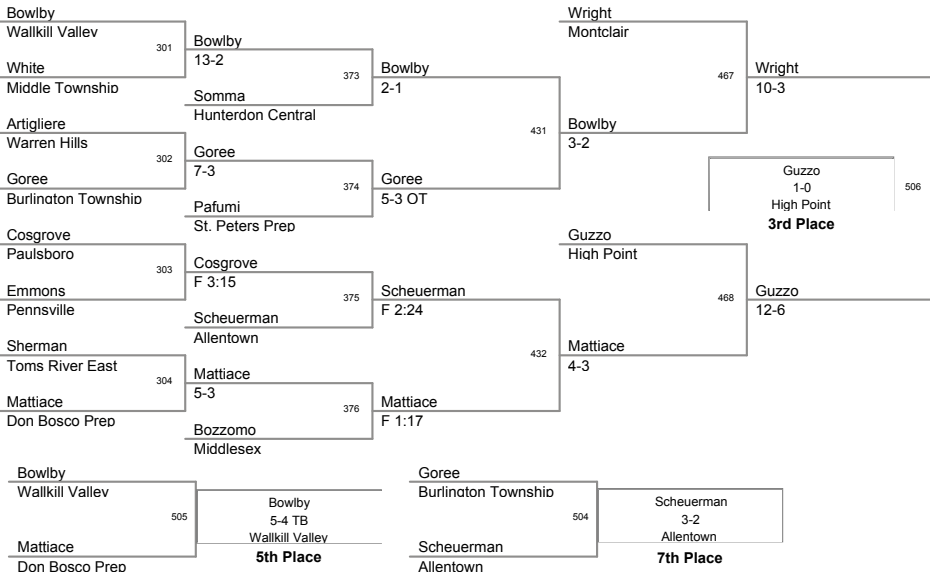 Bowlby
Wallkill Valley
301
White
Middle Township
Artigliere
Warren Hills
302
Goree
Burlington Township
Cosgrove
Paulsboro
303
Emmons
Pennsville
Sherman
Toms River East
304
Mattiace
Don Bosco Prep
Bowlby
13-2
373
Somma
Hunterdon Central
Goree
7-3
374
Pafumi
St. Peters Prep
Cosgrove
F 3:15
375
Scheuerman
Allentown
Mattiace
5-3
376
Bozzomo
Middlesex
Bowlby
2-1
431
Goree
5-3 OT
Scheuerman
F 2:24
432
Mattiace
F 1:17
Wright
Montclair
467
Bowlby
3-2
Guzzo
High Point
468
Mattiace
4-3
Wright
10-3
Guzzo
1-0
High Point
506
3rd Place
Guzzo
12-6
Bowlby
Wallkill Valley
505
Mattiace
Don Bosco Prep
Bowlby
5-4 TB
Wallkill Valley
5th Place
Goree
Burlington Township
504
Scheuerman
Allentown
Scheuerman
3-2
Allentown
7th Place